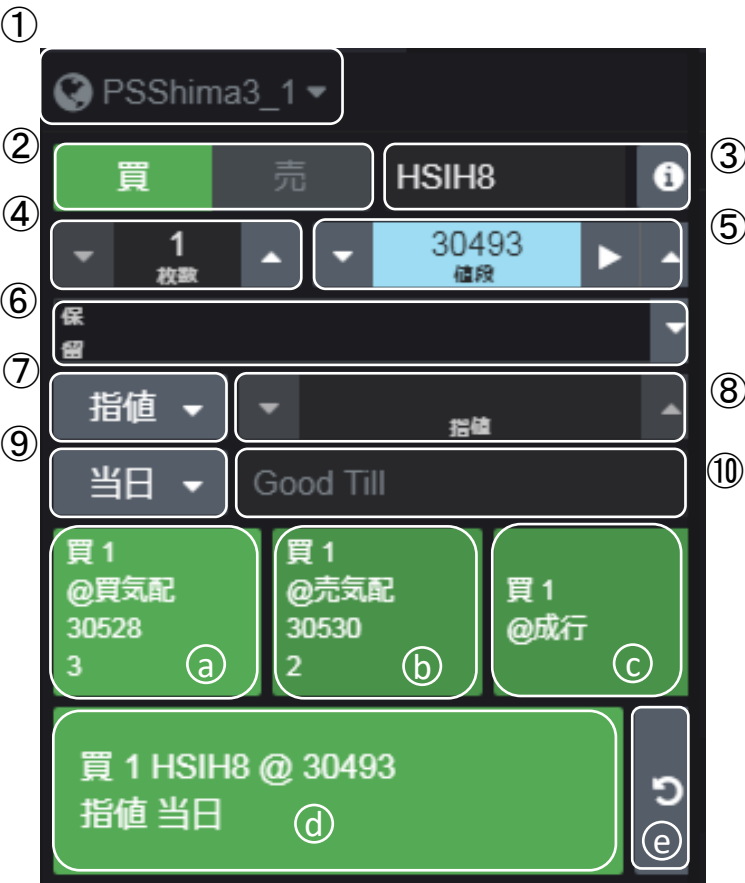 ①
PSShima3_1
②
買 売
HSIH8
③
④
1
枚数
30493
値段
⑤
⑥
保
留
⑦
指値
指値
⑧
⑨
当日
Good Till
⑩
買 1
@買気配
30528
3
ⓐ
買 1
@売気配
30530
2
ⓑ
買 1
@成行
ⓒ
買 1 HSIH8 @ 30493
指値 当日
ⓓ
ⓔ